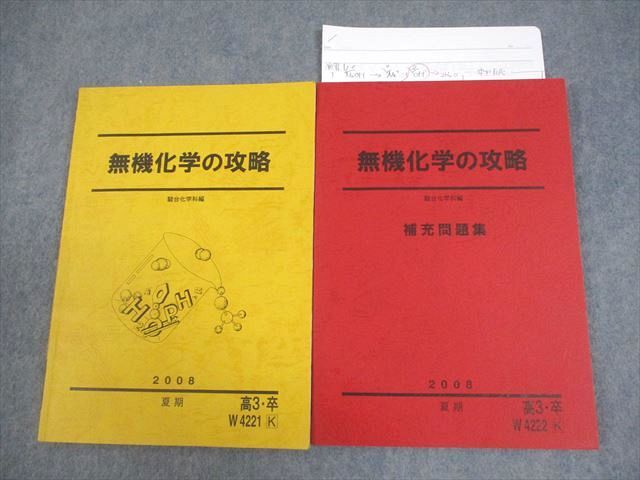 無機化学の攻略
駿台化学科編
2008
夏期
高3・卒
W4221 K
無機化学の攻略
駿台化学科編
補充問題集
2008
夏期
高3・卒
W4222 K